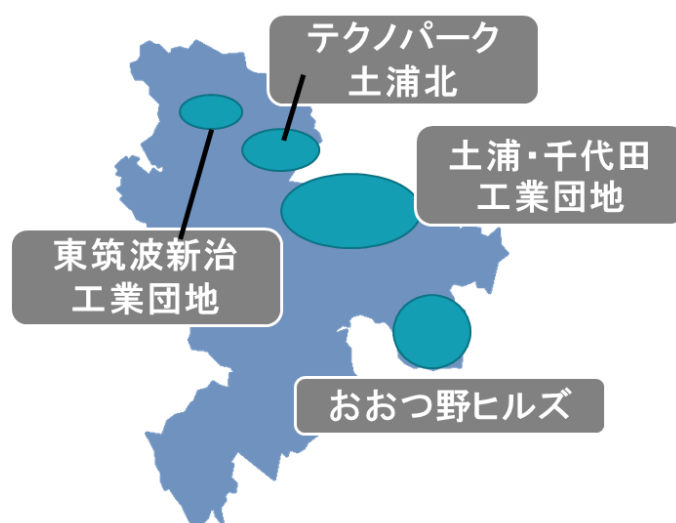 テクノパーク
土浦北
土浦・千代田
工業団地
東筑波新治
工業団地
おおつ野ヒルズ